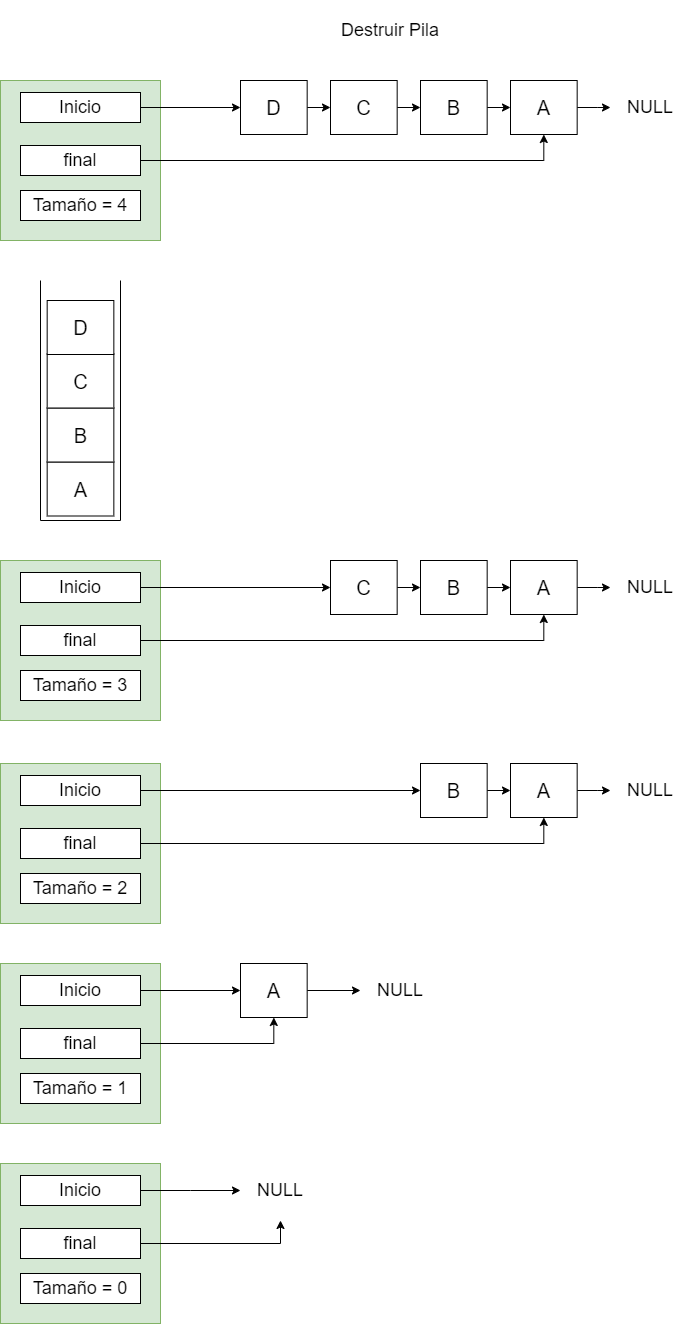 Destruir Pila
Inicio
D
C
B
A
NULL
final
Tamaño = 4
D
C
B
A
Inicio
C
B
A
NULL
final
Tamaño = 3
Inicio
B
A
NULL
final
Tamaño = 2
Inicio
A
NULL
final
Tamaño = 1
Inicio
NULL
final
Tamaño = 0